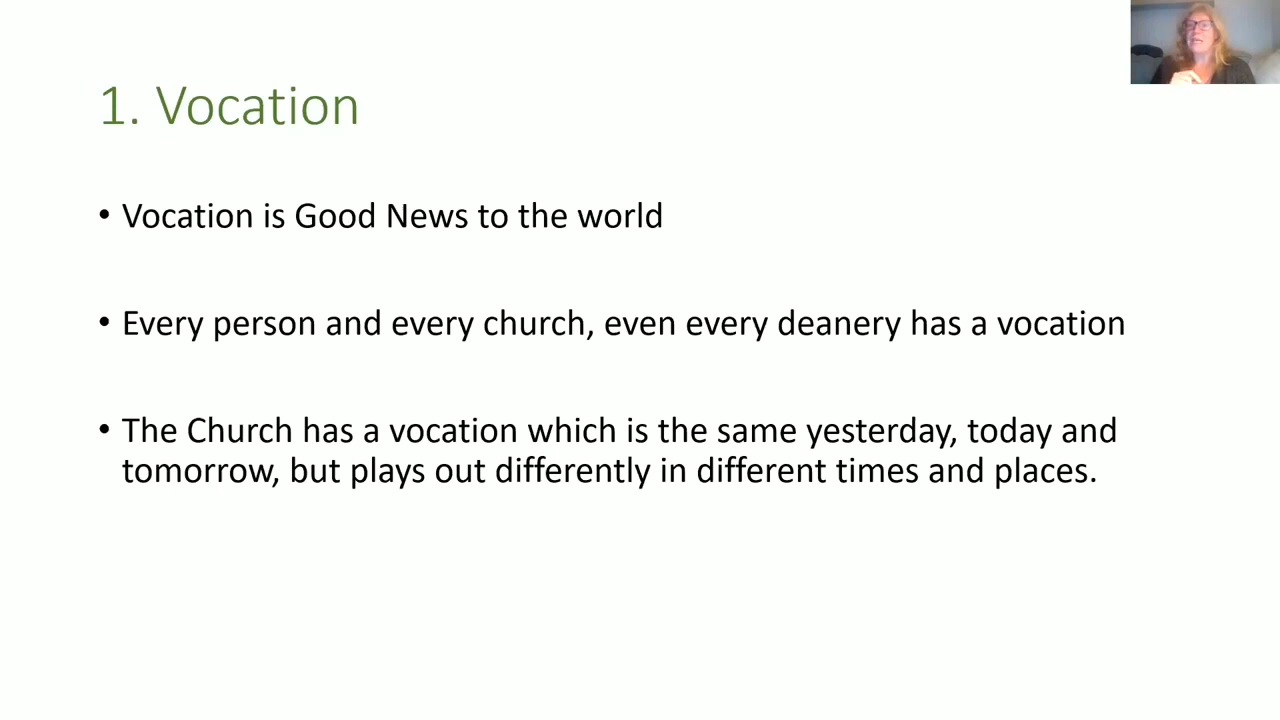 1. Vocation
• Vocation is Good News to the world
• Every person and every church, even every deanery has a vocation
• The Church has a vocation which is the same yesterday, today and
tomorrow, but plays out differently in different times and places.